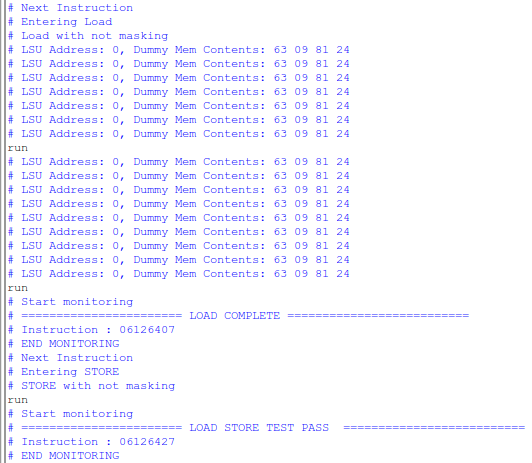 # Next Instruction
# Entering Load
# Load with not masking
# LSU Address: 0, Dummy Mem Contents: 63 09 81 24
# LSU Address: 0, Dummy Mem Contents: 63 09 81 24
# LSU Address: 0, Dummy Mem Contents: 63 09 81 24
# LSU Address: 0, Dummy Mem Contents: 63 09 81 24
# LSU Address: 0, Dummy Mem Contents: 63 09 81 24
# LSU Address: 0, Dummy Mem Contents: 63 09 81 24
# LSU Address: 0, Dummy Mem Contents: 63 09 81 24
run
# LSU Address: 0, Dummy Mem Contents: 63 09 81 24
# LSU Address: 0, Dummy Mem Contents: 63 09 81 24
# LSU Address: 0, Dummy Mem Contents: 63 09 81 24
# LSU Address: 0, Dummy Mem Contents: 63 09 81 24
# LSU Address: 0, Dummy Mem Contents: 63 09 81 24
# LSU Address: 0, Dummy Mem Contents: 63 09 81 24
# LSU Address: 0, Dummy Mem Contents: 63 09 81 24
# LSU Address: 0, Dummy Mem Contents: 63 09 81 24
# LSU Address: 0, Dummy Mem Contents: 63 09 81 24
run
# Start monitoring
# ======================= LOAD COMPLETE ==========================
# Instruction : 06126407
# END MONITORING
# Next Instruction
# Entering STORE
# STORE with not masking
run
# Start monitoring
# ======================= LOAD STORE TEST PASS  ==========================
# Instruction : 06126427
# END MONITORING